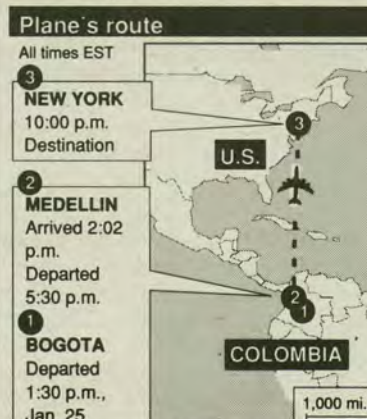 Plane's route
All times EST
3
NEW YORK
10:00 p.m.
Destination
2
MEDELLIN
Arrived 2:02
p.m.
Departed
5:30 p.m.
1
BOGOTA
Departed
1:30 p.m.,
Jan. 25
3
U.S.
2
1
COLOMBIA
1,000 mi.